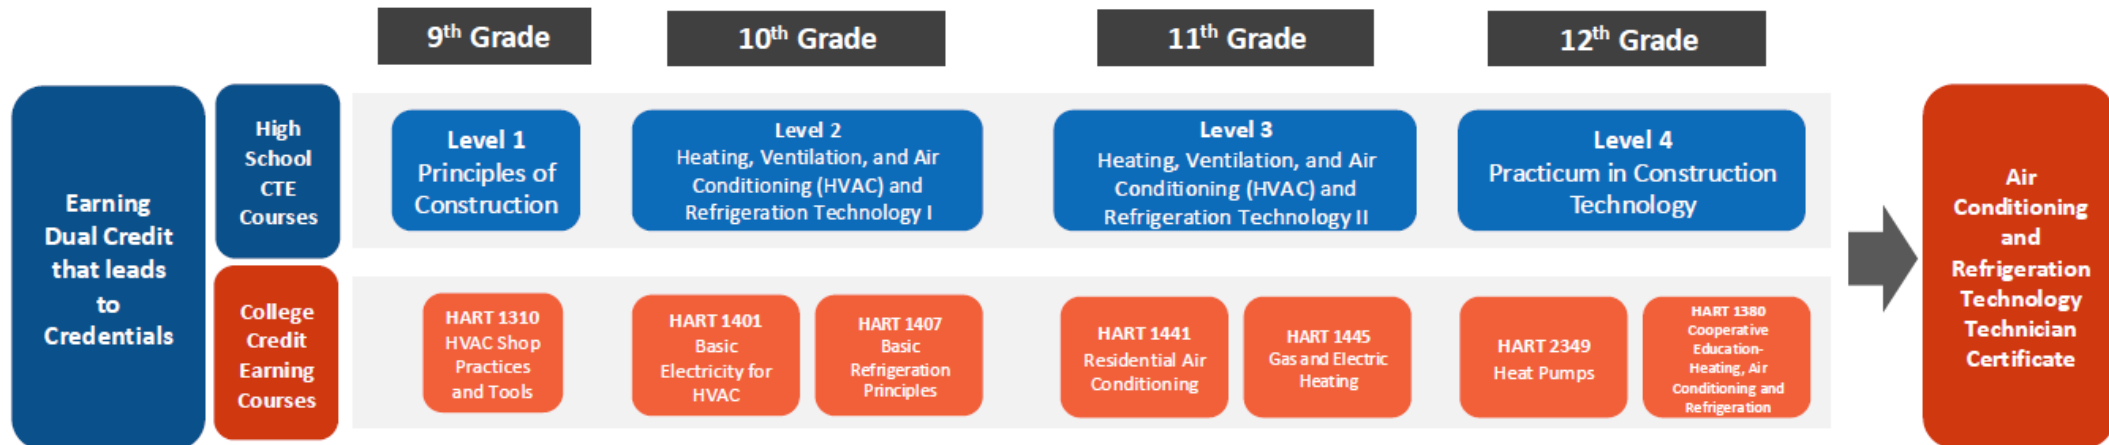 9th Grade
10th Grade
11th Grade
12th Grade
Earning
Dual Credit
that leads
to
Credentials
High
School
CTE
Courses
Level 1
Principles of
Construction
Level 2
Heating, Ventilation, and Air
Conditioning (HVAC) and
Refrigeration Technology I
Level 3
Heating, Ventilation, and Air
Conditioning (HVAC) and
Refrigeration Technology II
Level 4
Practicum in Construction
Technology
College
Credit
Earning
Courses
HART 1310
HVAC Shop
Practices
and Tools
HART 1401
Basic
Electricity for
HVAC
HART 1407
Basic
Refrigeration
Principles
HART 1441
Residential Air
Conditioning
HART 1445
Gas and Electric
Heating
HART 2349
Heat Pumps
HART 1380
Cooperative
Education-
Heating, Air
Conditioning and
Refrigeration
Air
Conditioning
and
Refrigeration
Technology
Technician
Certificate